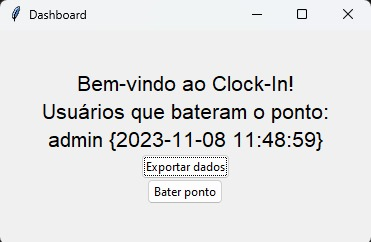 Dashboard
Bem-vindo ao Clock-In!
Usuários que bateram o ponto:
admin {2023-11-08 11:48:59}
Exportar dados
Bater ponto